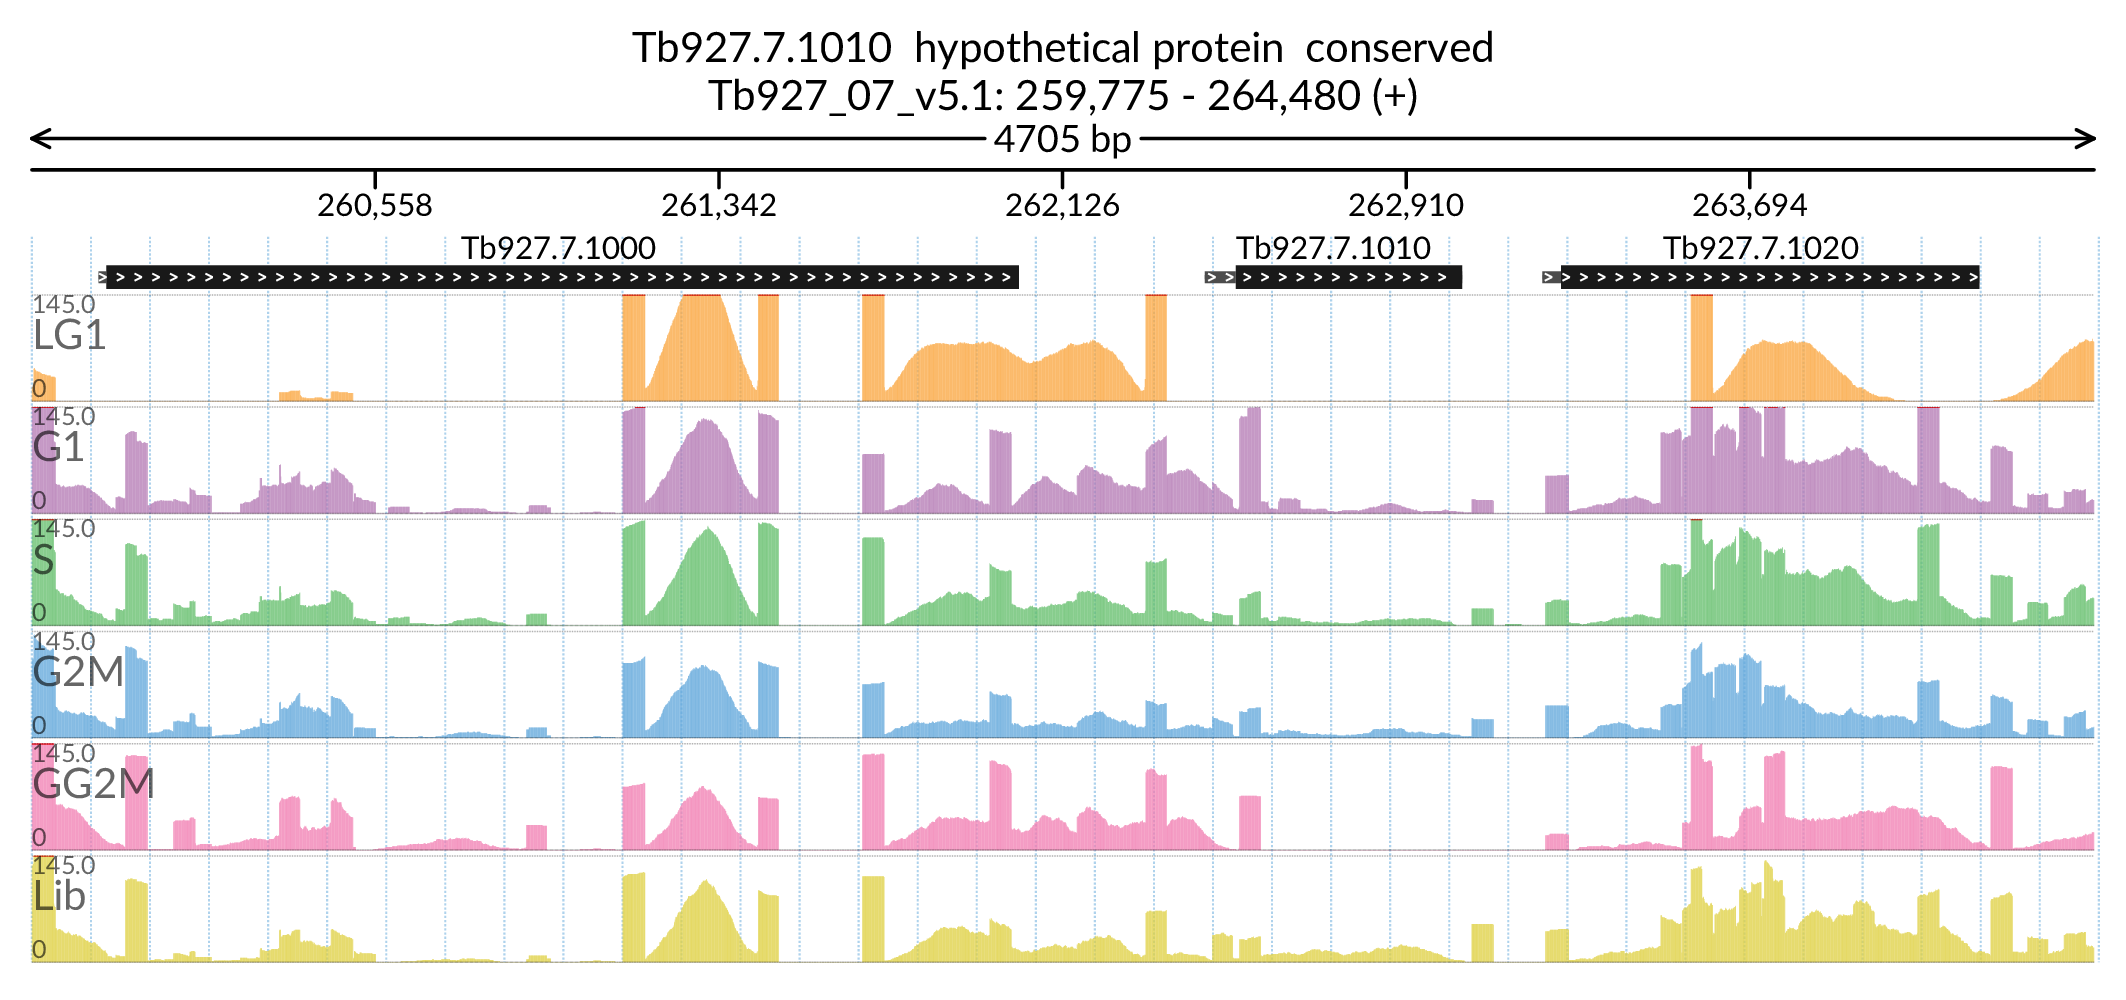 Tb927.7.1010 hypothetical protein conserved
Tb927_07_v5.1: 259,775 - 264,480 (+)
4705 bp
260,558 261,342 262,126 262,910 263,694
Tb927.7.1000 Tb927.7.1010 Tb927.7.1020
145.0
LG1
0
145.0
G1
0
145.0
S
0
145.0
G2M
0
145.0
GG2M
0
145.0
Lib
0